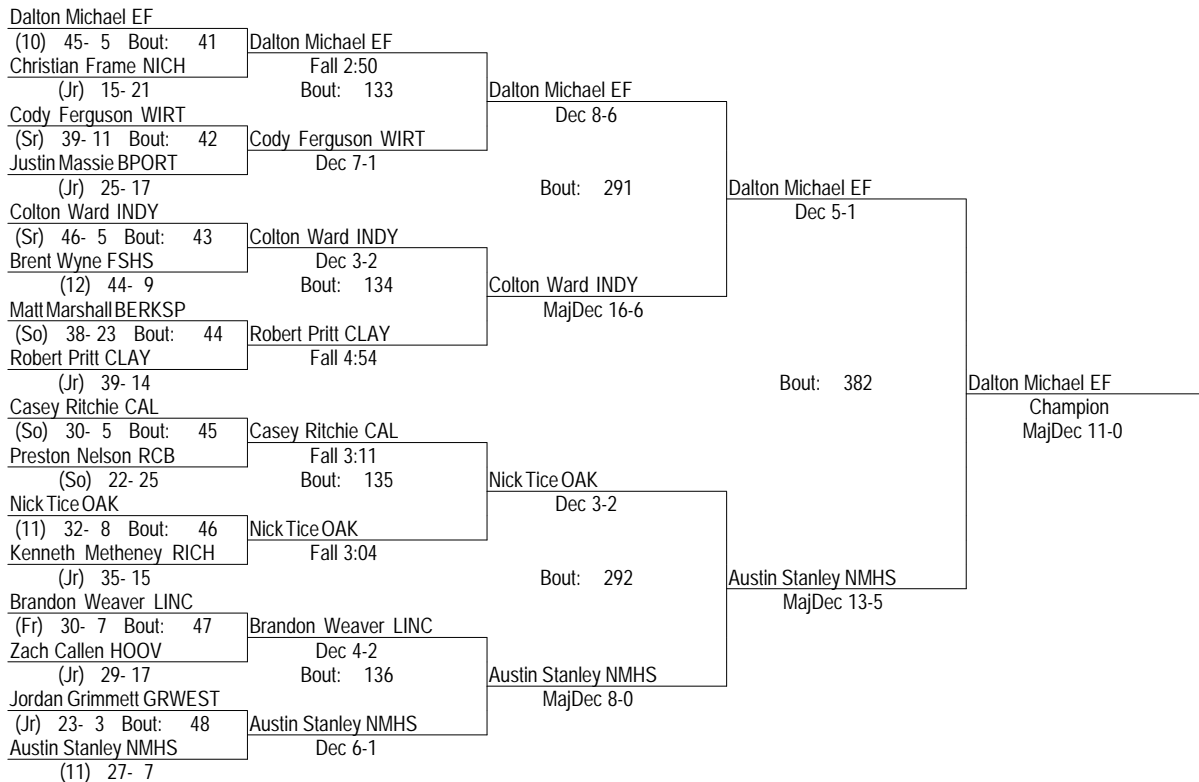 Dalton Michael EF
(10) 45- 5 Bout: 41
Christian Frame NICH
(Jr) 15- 21
Cody Ferguson WIRT
(Sr) 39- 11 Bout: 42
Justin Massie BPORT
(Jr) 25- 17
Colton Ward INDY
(Sr) 46- 5 Bout: 43
Brent Wyne FSHS
(12) 44- 9
Matt Marshall BERKSP
(So) 38- 23 Bout: 44
Robert Pritt CLAY
(Jr) 39- 14
Casey Ritchie CAL
(So) 30- 5 Bout: 45
Preston Nelson RCB
(So) 22- 25
Nick Tice OAK
(11) 32- 8 Bout: 46
Kenneth Metheney RICH
(Jr) 35- 15
Brandon Weaver LINC
(Fr) 30- 7 Bout: 47
Zach Callen HOOV
(Jr) 29- 17
Jordan Grimmett GRWEST
(Jr) 23- 3 Bout: 48
Austin Stanley NMHS
(11) 27- 7
Dalton Michael EF
Fall 2:50
Bout: 133
Cody Ferguson WIRT
Dec 7-1
Colton Ward INDY
Dec 3-2
Bout: 134
Robert Pritt CLAY
Fall 4:54
Casey Ritchie CAL
Fall 3:11
Bout: 135
Nick Tice OAK
Fall 3:04
Brandon Weaver LINC
Dec 4-2
Bout: 136
Austin Stanley NMHS
Dec 6-1
Dalton Michael EF
Dec 8-6
Bout: 291
Colton Ward INDY
MajDec 16-6
Nick Tice OAK
Dec 3-2
Bout: 292
Austin Stanley NMHS
MajDec 8-0
Dalton Michael EF
Dec 5-1
Bout: 382
Austin Stanley NMHS
MajDec 13-5
Dalton Michael EF
Champion
MajDec 11-0